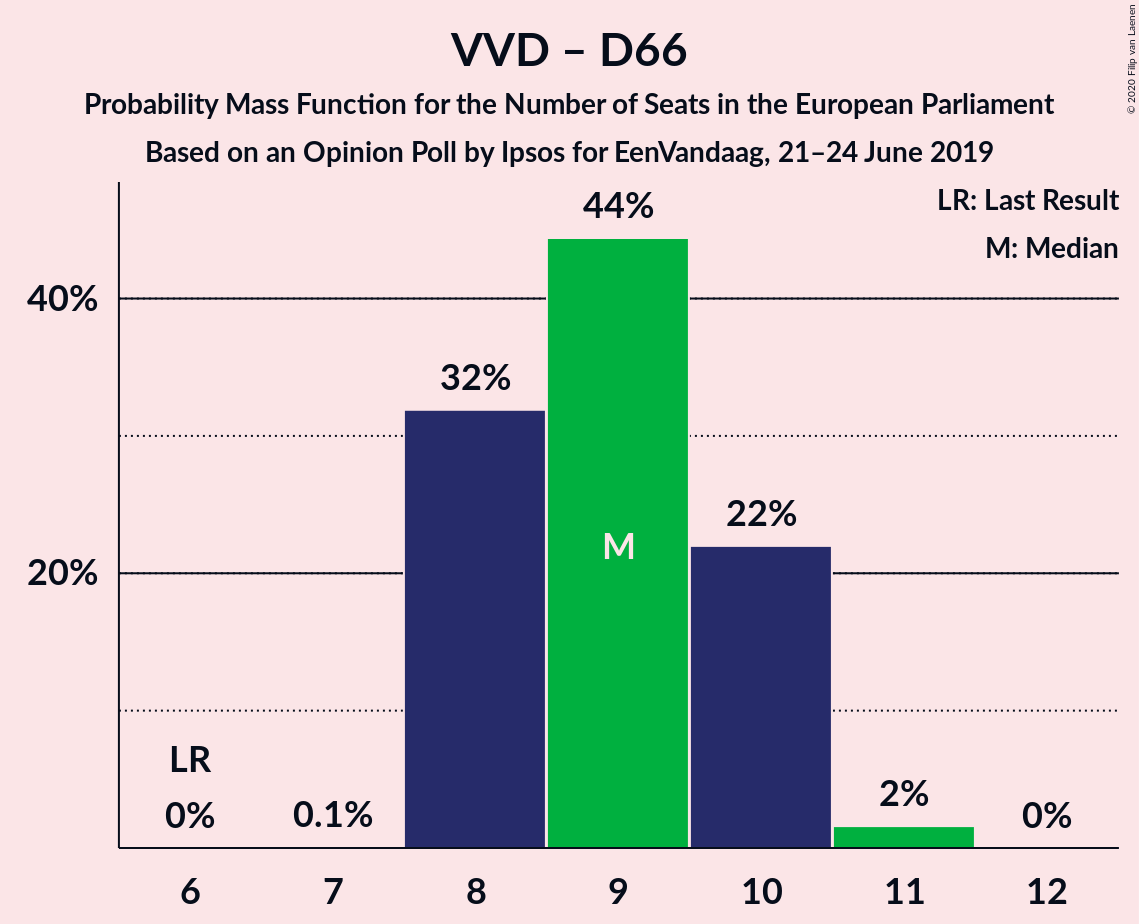 VVD – D66
Probability Mass Function for the Number of Seats in the European Parliament
Based on an Opinion Poll by Ipsos for EenVandaag, 21–24 June 2019
© 2020 Filip van Laenen
LR: Last Result
M: Median
44%
40%
32%
22%
M
20%
LR
0%
0.1%
2%
0%
6 7 8 9 10 11 12